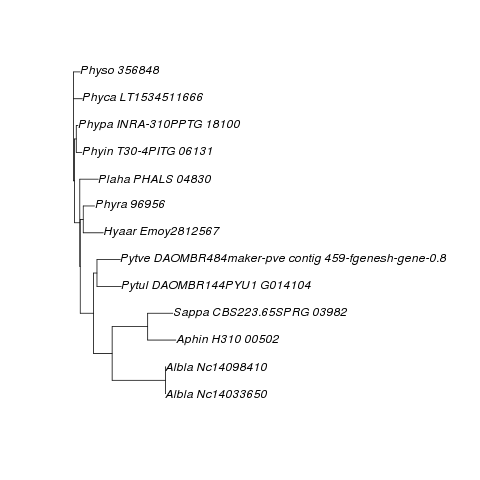 Physo 356848
Phyca LT1534511666
Phypa INRA-310PPTG 18100
Phyin T30-4PITG 06131
Plaha PHALS 04830
Phyra 96956
Hyaar Emoy2812567
Pytve DAOMBR484maker-pve contig 459-fgenesh-gene-0.8
Pytul DAOMBR144PYU1 G014104
Sappa CBS223.65SPRG 03982
Aphin H310 00502
Albla Nc14098410
Albla Nc14033650